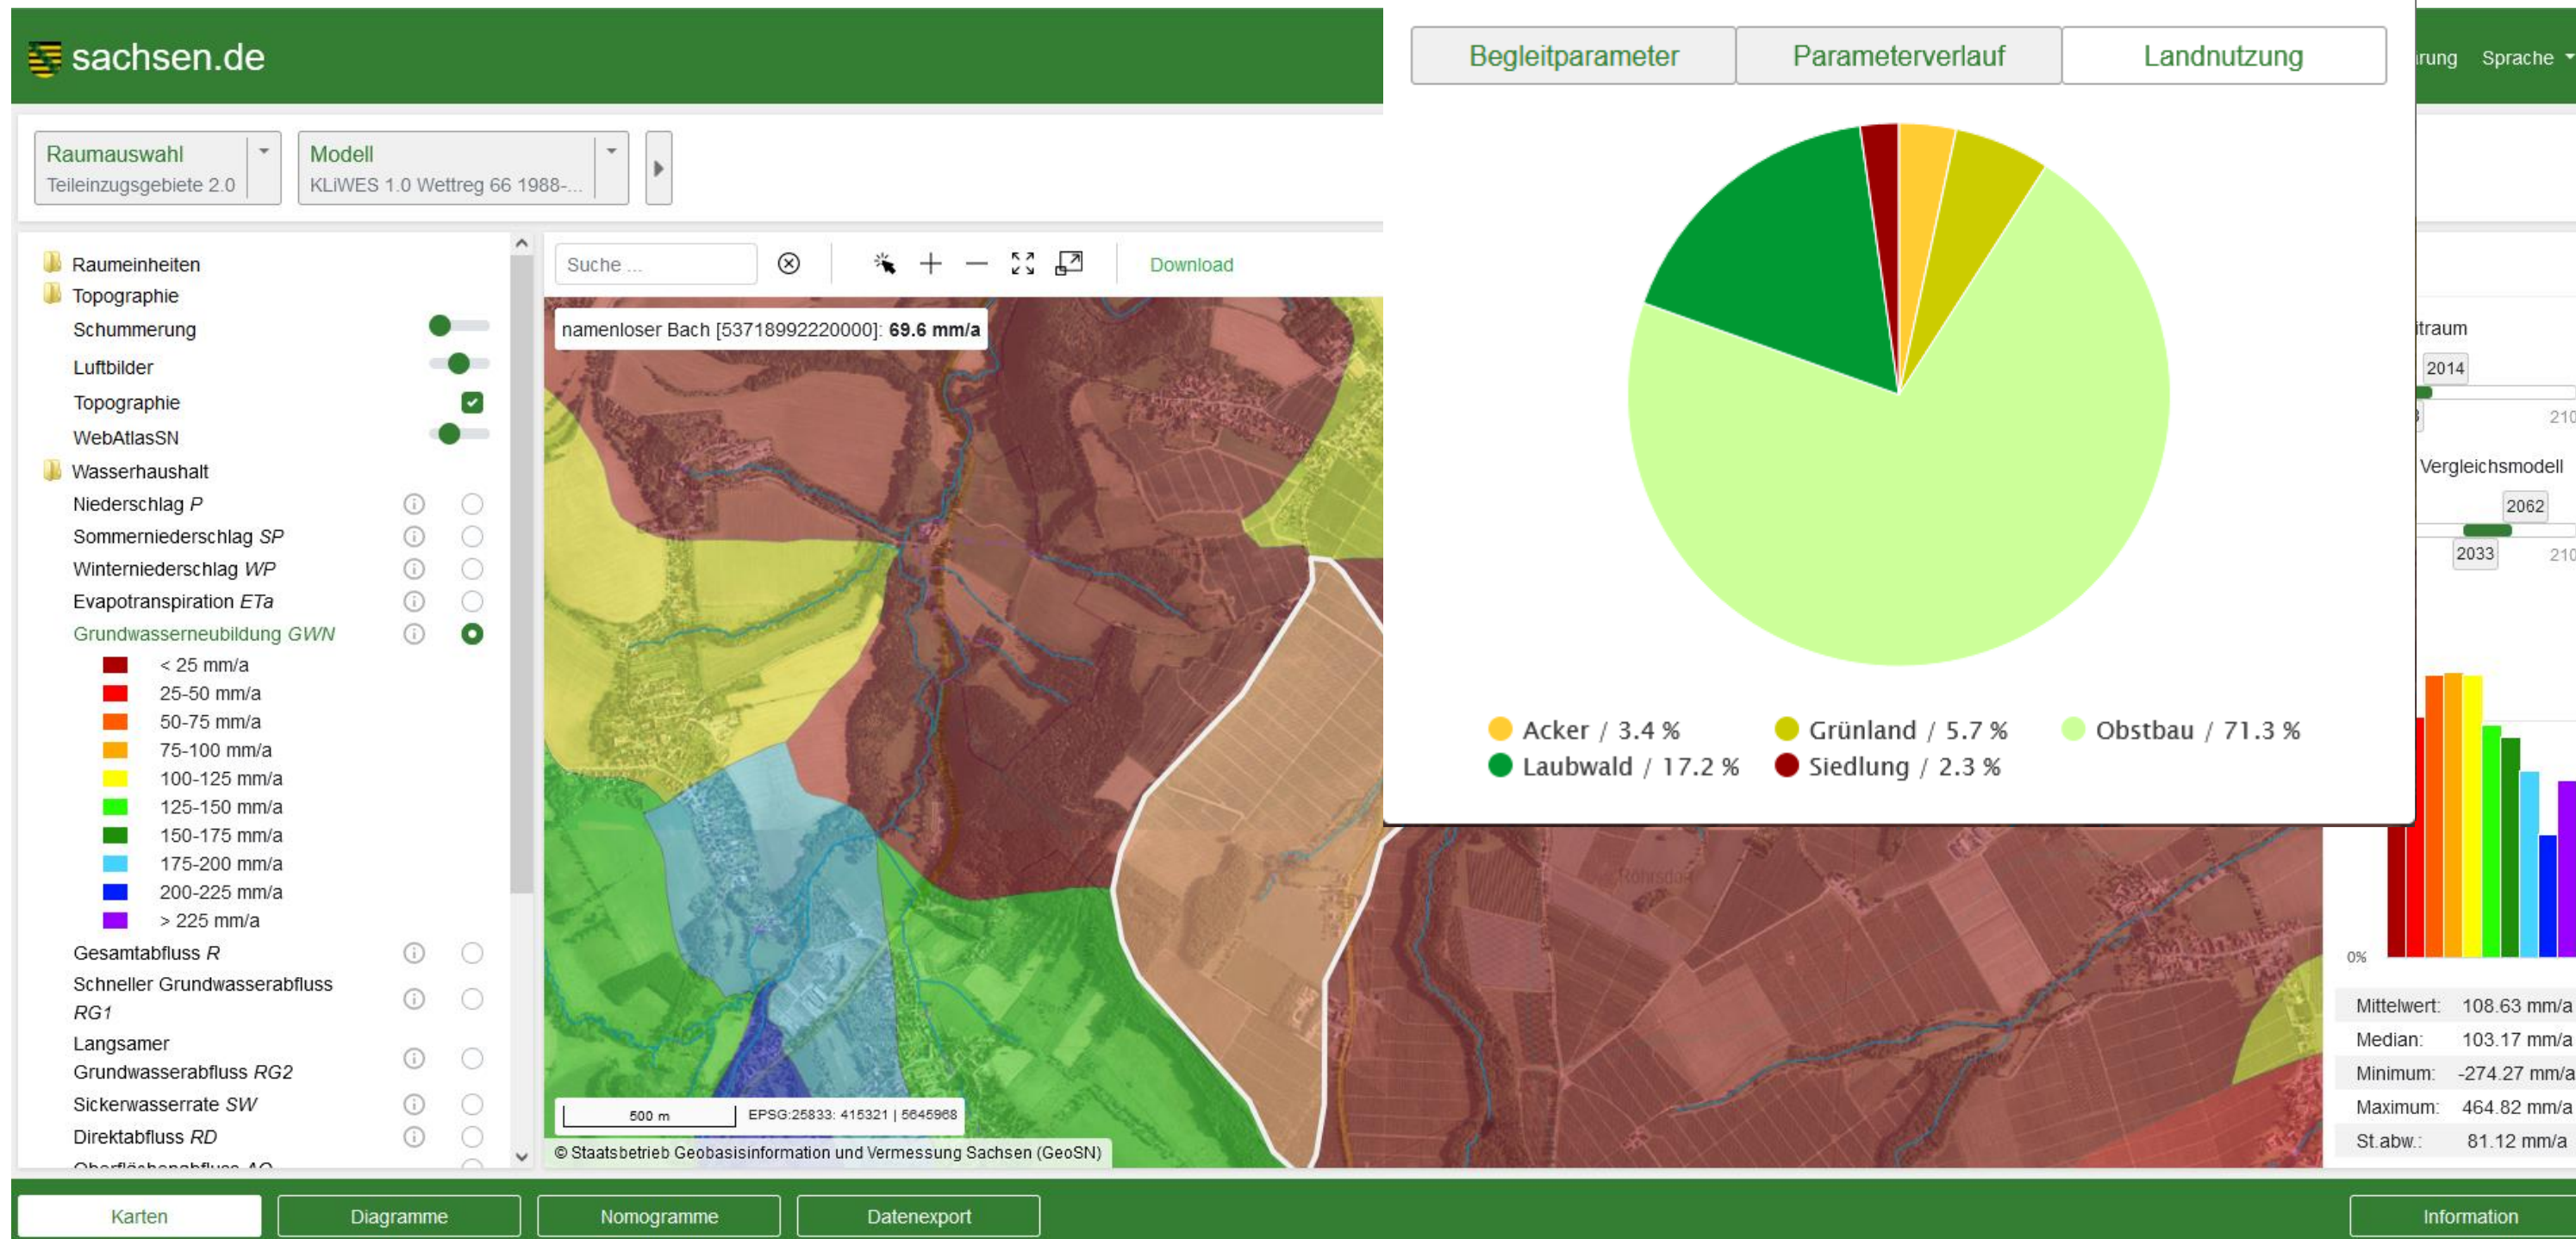 sachsen.de
Sprache
Begleitparameter
Parameterverlauf
Landnutzung
Raumauswahl
Teileinzugsgebiete 2.0
Modell
KLiWES 1.0 Wettreg 66 1988-...
Raumeinheiten
Topographie
Schummerung
Luftbilder
Topographie
WebAtlasSN
Wasserhaushalt
Niederschlag P
Sommerniederschlag SP
Winterniederschlag WP
Evapotranspiration ETa
Grundwasserneubildung GWN
< 25 mm/a
25-50 mm/a
50-75 mm/a
75-100 mm/a
100-125 mm/a
125-150 mm/a
150-175 mm/a
175-200 mm/a
200-225 mm/a
> 225 mm/a
Gesamtabfluss R
Schneller Grundwasserabfluss
RG1
Langsamer
Grundwasserabfluss RG2
Sickerwasserrate SW
Direktabfluss RD
Suche ...
Download
namenloser Bach [53718992220000]: 69.6 mm/a
Röhrsdorf
500 m
EPSG:25833: 415321 | 5645968
© Staatsbetrieb Geobasisinformation und Vermessung Sachsen (GeoSN)
Acker / 3.4 %
Grünland / 5.7 %
Obstbau / 71.3 %
Laubwald / 17.2 %
Siedlung / 2.3 %
itraum
2014
210
Vergleichsmodell
2062
2033
210
0%
Mittelwert: 108.63 mm/a
Median: 103.17 mm/a
Minimum: -274.27 mm/a
Maximum: 464.82 mm/a
St.abw.: 81.12 mm/a
Karten
Diagramme
Nomogramme
Datenexport
Information